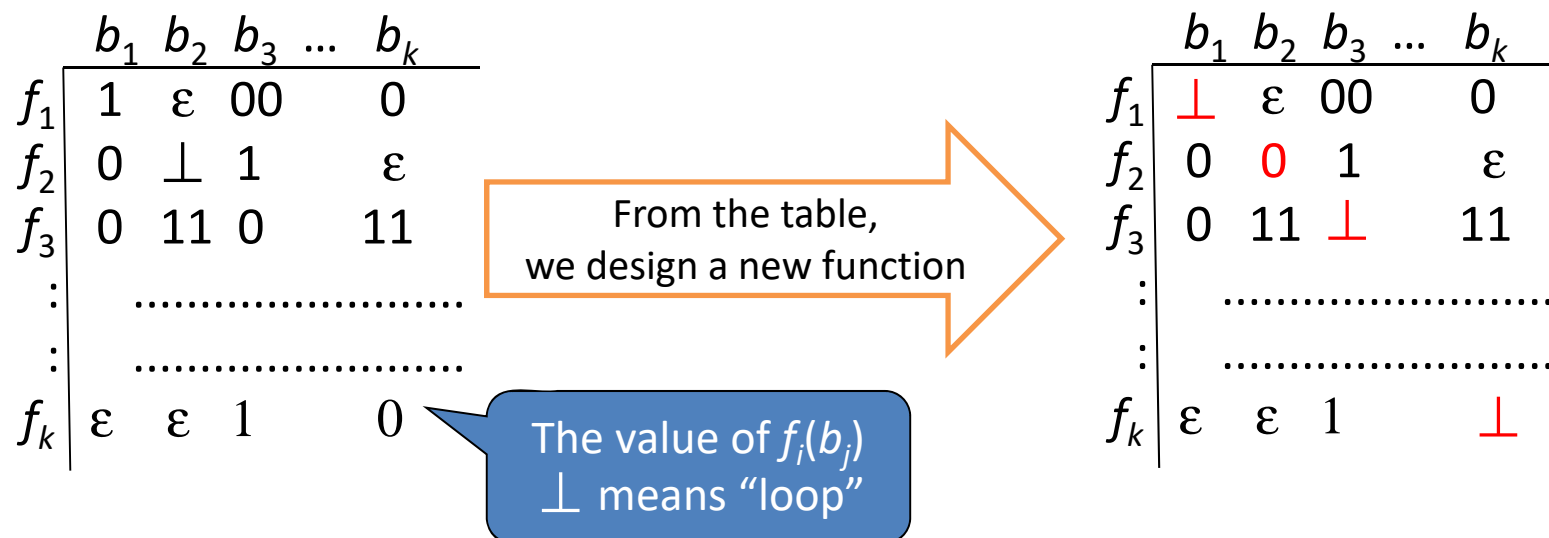 b₁ b₂ b₃ … bₖ
f₁ 1 ε 00 0
f₂ 0 ⊥ 1 ε
f₃ 0 11 0 11
: ........................
: ........................
fₖ ε ε 1 0
From the table,
we design a new function
The value of fᵢ(bⱼ)
⊥ means “loop”
b₁ b₂ b₃ … bₖ
f₁ ⊥ ε 00 0
f₂ 0 0 1 ε
f₃ 0 11 ⊥ 11
: ........................
: ........................
fₖ ε ε 1 ⊥